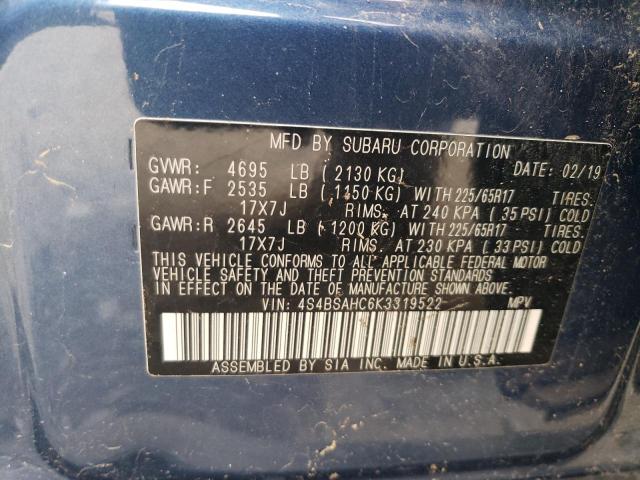 MFD BY SUBARU CORPORATION
GVWR: 4695 LB ( 2130 KG) DATE: 02/19
GAWR:F 2535 LB ( 1150 KG) WITH 225/65R17 TIRES.
17X7J RIMS. AT 240 KPA ( 35 PSI) COLD
GAWR:R 2645 LB ( 1200 KG) WITH 225/65R17 TIRES.
17X7J RIMS. AT 230 KPA ( 33 PSI) COLD
THIS VEHICLE CONFORMS TO ALL APPLICABLE FEDERAL MOTOR
VEHICLE SAFETY AND THEFT PREVENTION STANDARDS
IN EFFECT ON THE DATE OF MANUFACTURE SHOWN ABOVE.
VIN: 4S4BSAHC6K3319522 MPV
ASSEMBLED BY SIA INC. MADE IN U.S.A.